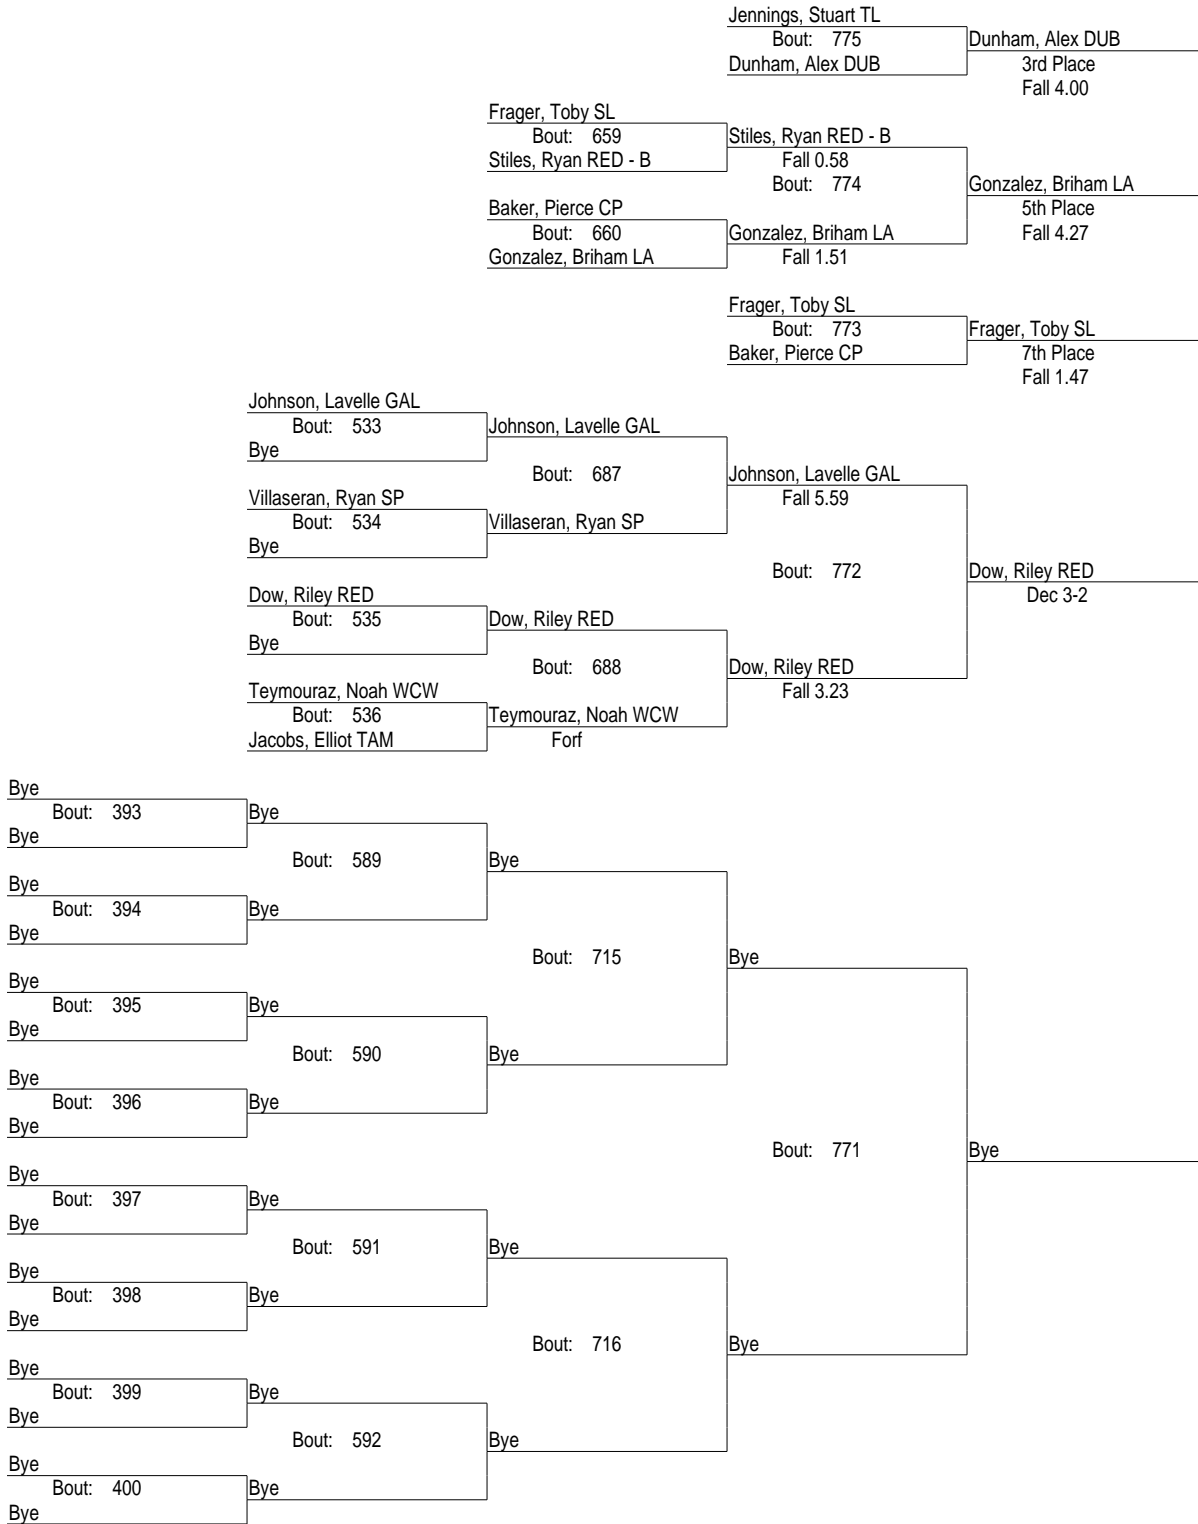 Jennings, Stuart TL
Bout: 775
Dunham, Alex DUB
Dunham, Alex DUB
3rd Place
Fall 4.00
Frager, Toby SL
Bout: 659
Stiles, Ryan RED - B
Stiles, Ryan RED - B
Fall 0.58
Bout: 774
Baker, Pierce CP
Bout: 660
Gonzalez, Briham LA
Gonzalez, Briham LA
Fall 1.51
Gonzalez, Briham LA
5th Place
Fall 4.27
Frager, Toby SL
Bout: 773
Baker, Pierce CP
Frager, Toby SL
7th Place
Fall 1.47
Johnson, Lavelle GAL
Bout: 533
Bye
Johnson, Lavelle GAL
Bout: 687
Villaseran, Ryan SP
Bout: 534
Bye
Villaseran, Ryan SP
Johnson, Lavelle GAL
Fall 5.59
Bout: 772
Dow, Riley RED
Dec 3-2
Dow, Riley RED
Bout: 535
Bye
Dow, Riley RED
Bout: 688
Dow, Riley RED
Fall 3.23
Teymouraz, Noah WCW
Bout: 536
Jacobs, Elliot TAM
Teymouraz, Noah WCW
Forf
Bye
Bout: 393
Bye
Bye
Bout: 589
Bye
Bye
Bout: 394
Bye
Bye
Bout: 715
Bye
Bye
Bout: 395
Bye
Bye
Bout: 590
Bye
Bye
Bout: 396
Bye
Bye
Bout: 771
Bye
Bye
Bout: 397
Bye
Bye
Bout: 591
Bye
Bye
Bout: 398
Bye
Bye
Bout: 716
Bye
Bye
Bout: 399
Bye
Bye
Bout: 592
Bye
Bye
Bout: 400
Bye
Bye